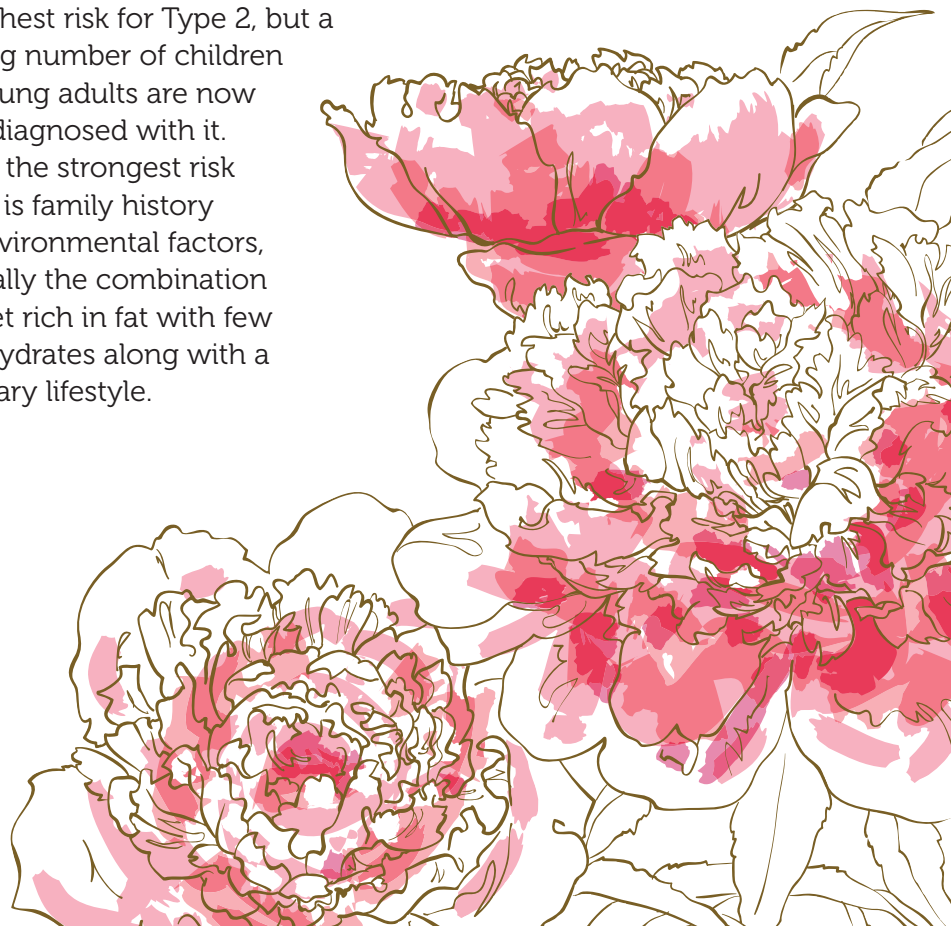 hest risk for Type 2, but a
g number of children
ung adults are now
diagnosed with it.
the strongest risk
is family history
vironmental factors,
ally the combination
et rich in fat with few
ydrates along with a
ary lifestyle.